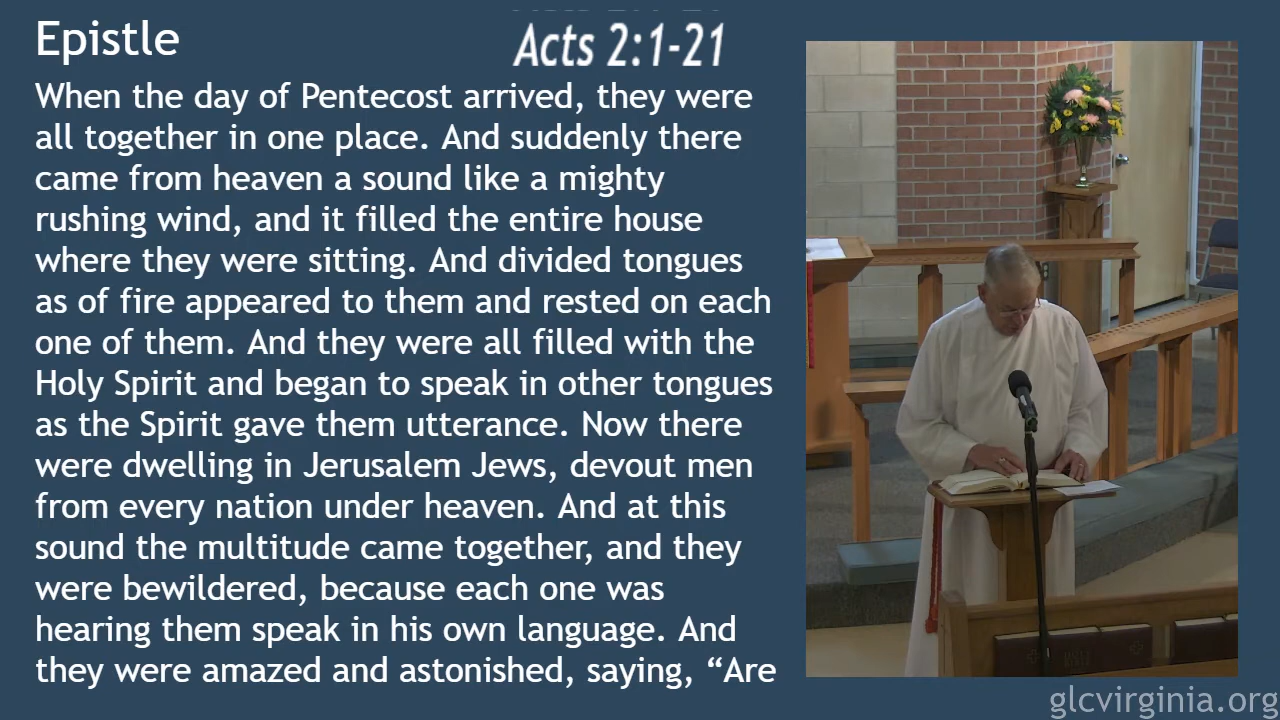 Epistle
Acts 2:1-21
When the day of Pentecost arrived, they were
all together in one place. And suddenly there
came from heaven a sound like a mighty
rushing wind, and it filled the entire house
where they were sitting. And divided tongues
as of fire appeared to them and rested on each
one of them. And they were all filled with the
Holy Spirit and began to speak in other tongues
as the Spirit gave them utterance. Now there
were dwelling in Jerusalem Jews, devout men
from every nation under heaven. And at this
sound the multitude came together, and they
were bewildered, because each one was
hearing them speak in his own language. And
they were amazed and astonished, saying, “Are
glcvirginia.org